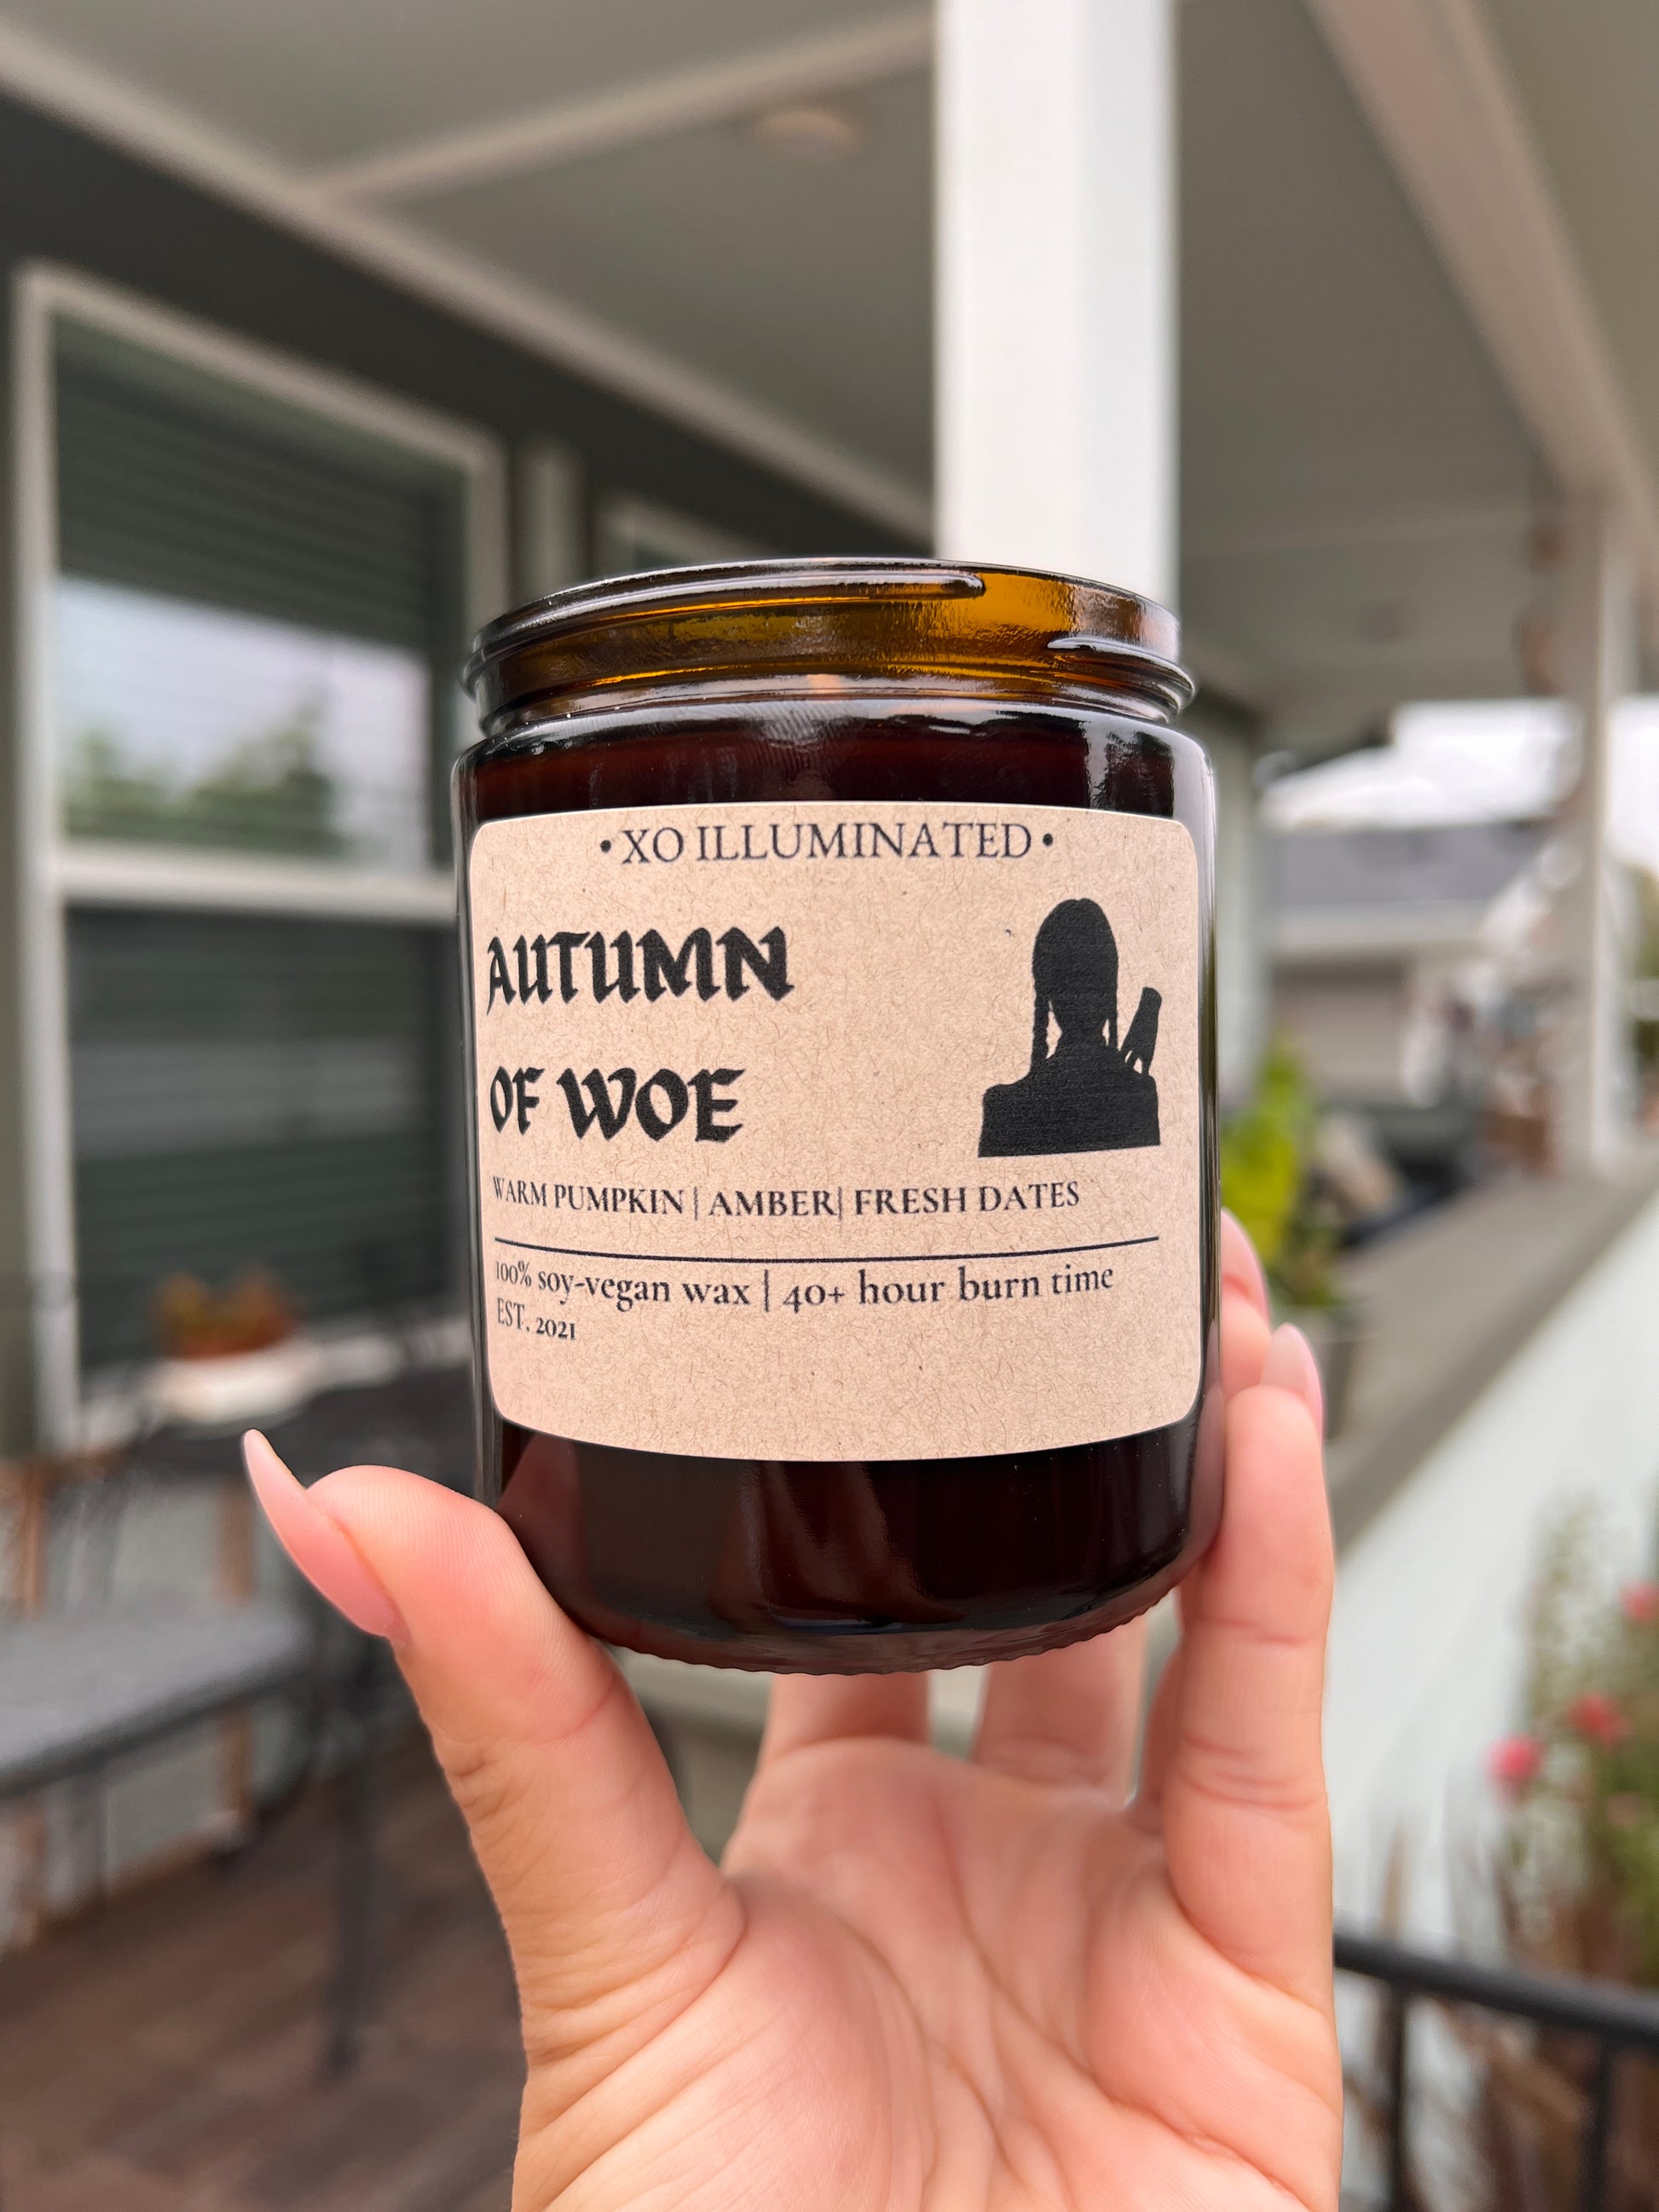 • XO ILLUMINATED •
AUTUMN
OF WOE
WARM PUMPKIN | AMBER| FRESH DATES
100% soy-vegan wax | 40+ hour burn time
EST. 2021